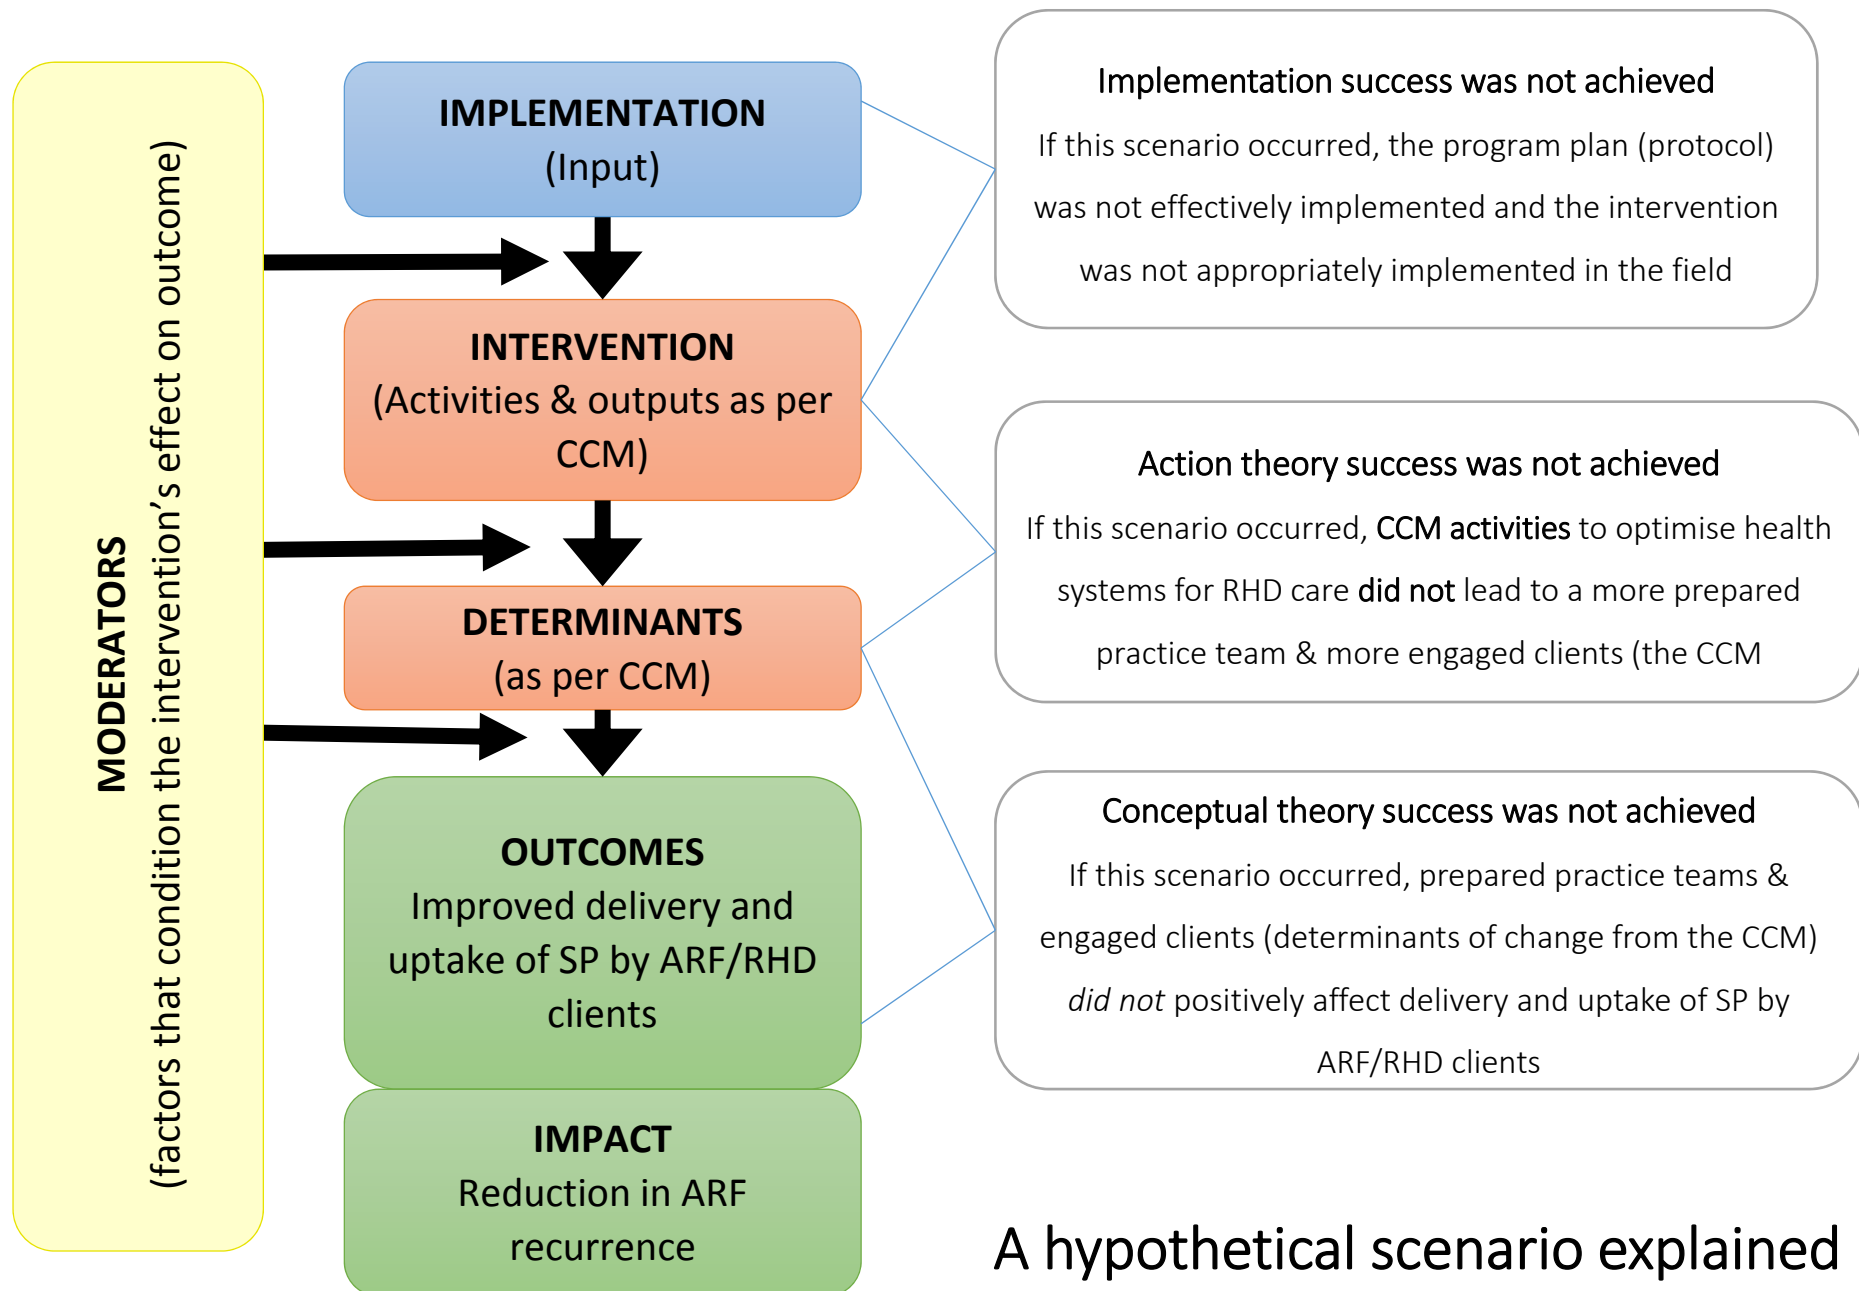 MODERATORS
(factors that condition the intervention's effect on outcome)
IMPLEMENTATION
(Input)
INTERVENTION
(Activities & outputs as per
CCM)
DETERMINANTS
(as per CCM)
OUTCOMES
Improved delivery and
uptake of SP by ARF/RHD
clients
IMPACT
Reduction in ARF
recurrence
Implementation success was not achieved
If this scenario occurred, the program plan (protocol)
was not effectively implemented and the intervention
was not appropriately implemented in the field
Action theory success was not achieved
If this scenario occurred, CCM activities to optimise health
systems for RHD care did not lead to a more prepared
practice team & more engaged clients (the CCM
Conceptual theory success was not achieved
If this scenario occurred, prepared practice teams &
engaged clients (determinants of change from the CCM)
did not positively affect delivery and uptake of SP by
ARF/RHD clients
A hypothetical scenario explained